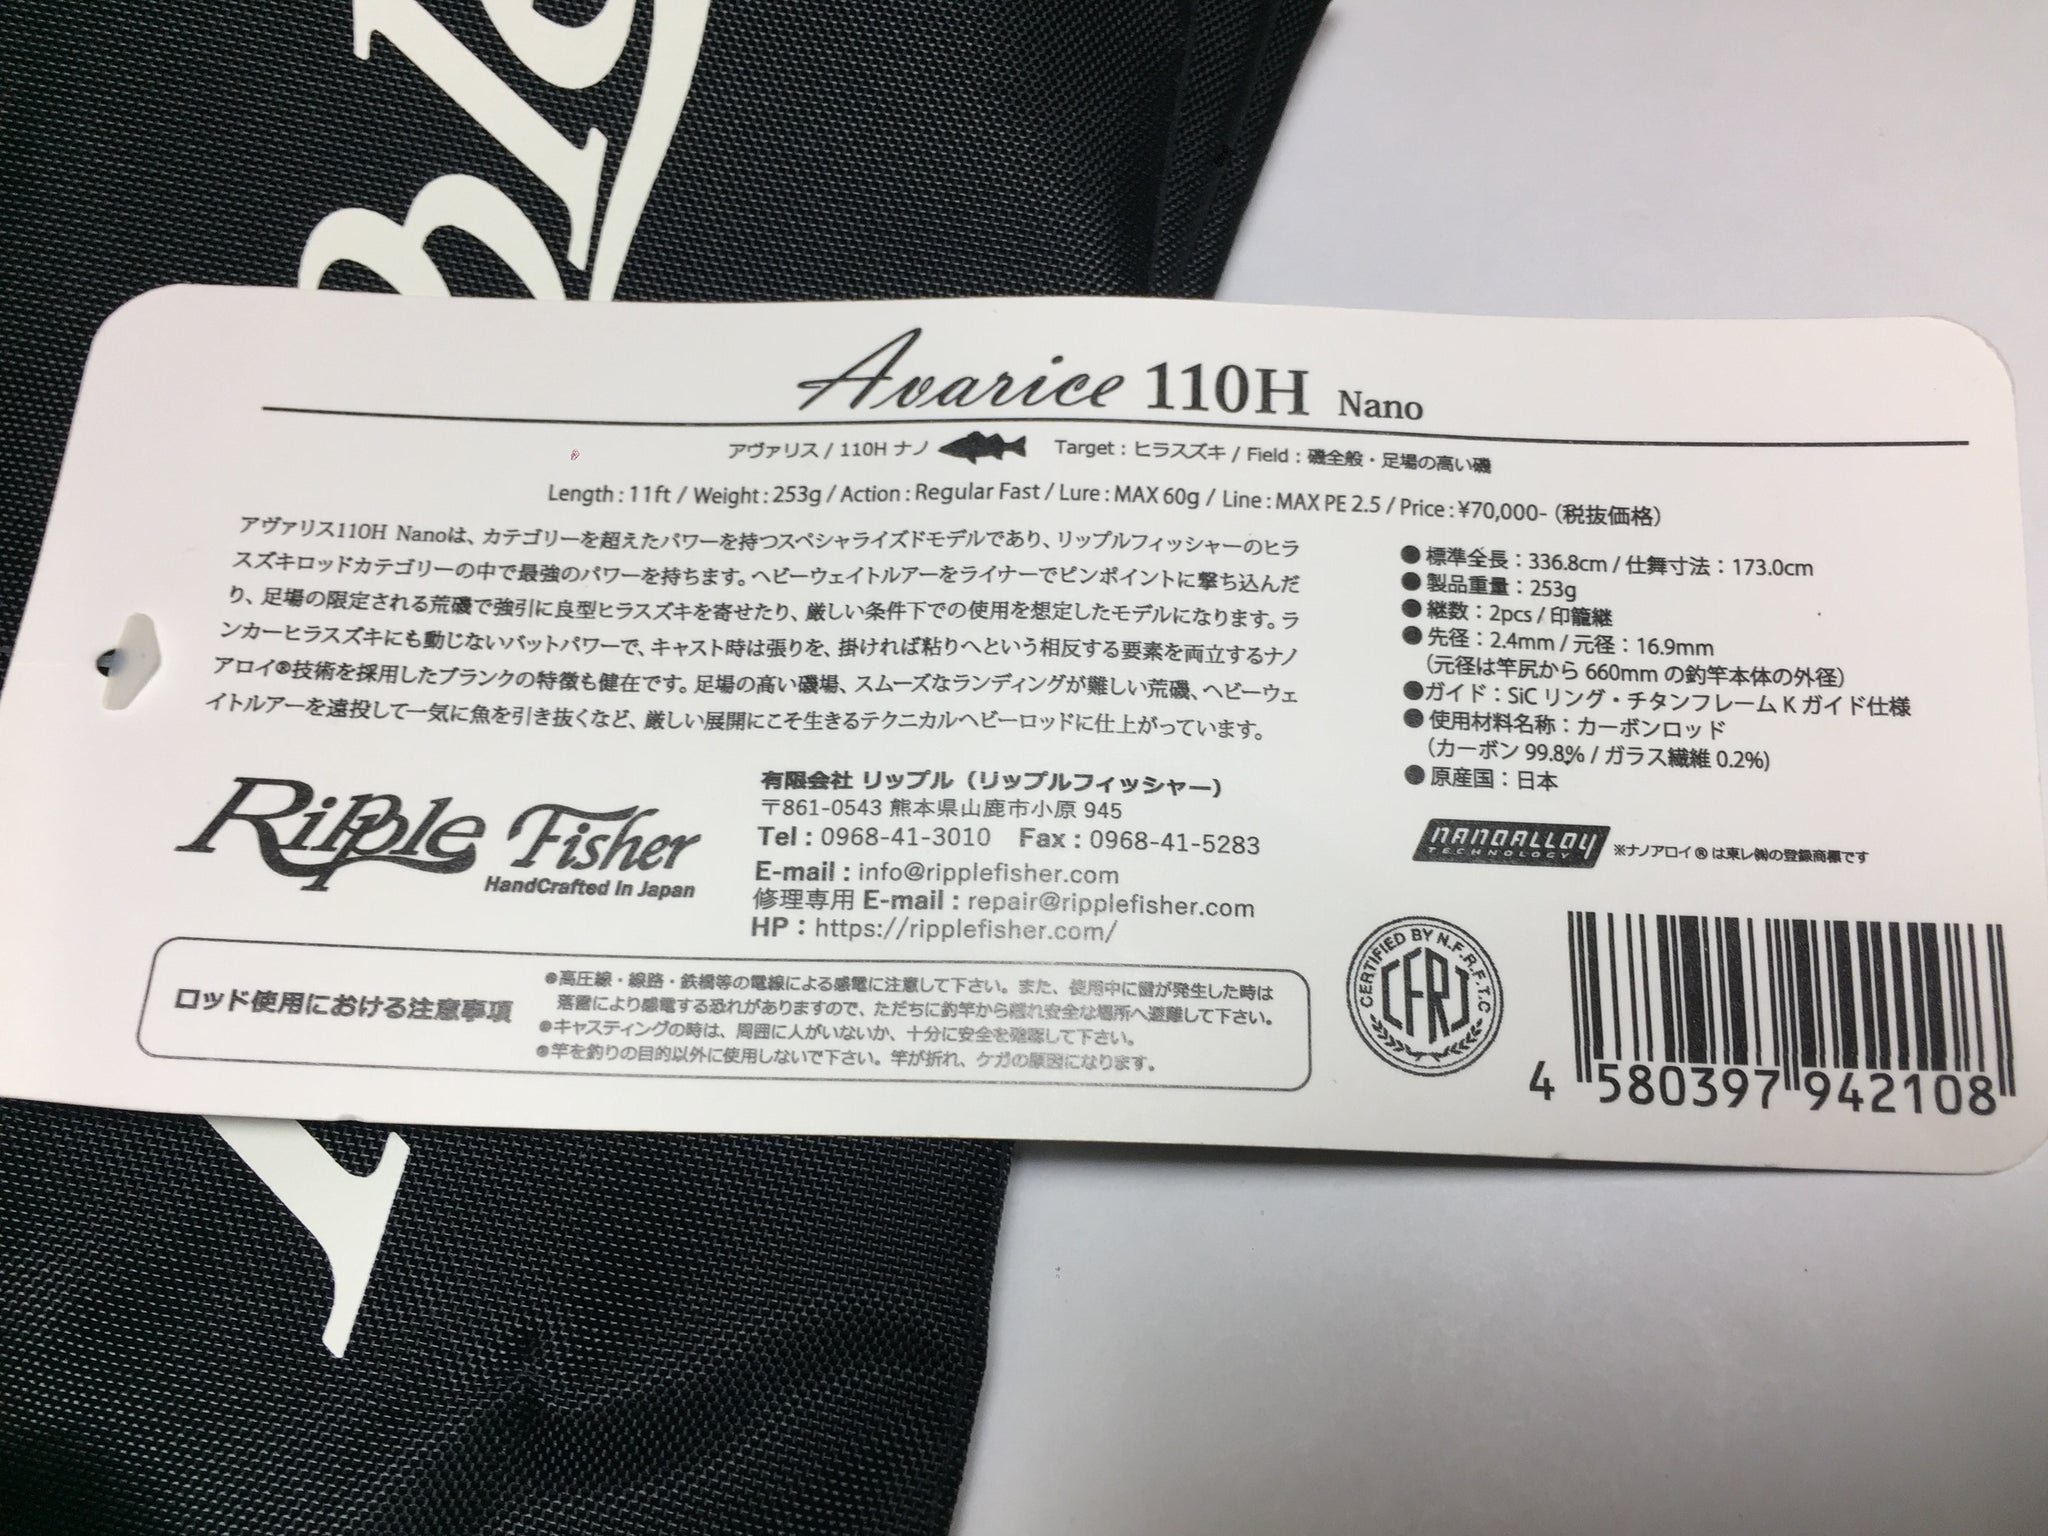 Avarice 110H Nano
アヴァリス / 110H ナノ Target : ヒラスズキ / Field : 磯全般・足場の高い磯
Length : 11ft / Weight : 253g / Action : Regular Fast / Lure : MAX 60g / Line : MAX PE 2.5 / Price : ¥70,000- (税抜価格)
アヴァリス110H Nanoは、カテゴリーを超えたパワーを持つスペシャライズドモデルであり、リップルフィッシャーのヒラ
スズキロッドカテゴリーの中で最強のパワーを持ちます。ヘビーウェイトルアーをライナーでピンポイントに撃ち込んだ
り、足場の限定される荒磯で強引に良型ヒラスズキを寄せたり、厳しい条件下での使用を想定したモデルになります。ラ
ンカーヒラスズキにも動じないバットパワーで、キャスト時は張りを、掛ければ粘りへという相反する要素を両立するナノ
アロイ®技術を採用したブランクの特徴も健在です。足場の高い磯場、スムーズなランディングが難しい荒磯、ヘビーウェ
イトルアーを遠投して一気に魚を引き抜くなど、厳しい展開にこそ生きるテクニカルヘビーロッドに仕上がっています。
●標準全長：336.8cm / 仕舞寸法：173.0cm
●製品重量：253g
●継数：2pcs / 印籠継
●先径：2.4mm / 元径：16.9mm
(元径は竿尻から 660mm の釣竿本体の外径)
●ガイド：SiC リング・チタンフレーム K ガイド仕様
●使用材料名称：カーボンロッド
(カーボン 99.8% / ガラス繊維 0.2%)
●原産国：日本
NANOALLOY TECHNOLOGY ※ナノアロイ®は東レ㈱の登録商標です
Ripple Fisher
HandCrafted In Japan
有限会社 リップル（リップルフィッシャー）
〒861-0543 熊本県山鹿市小原 945
Tel : 0968-41-3010 Fax : 0968-41-5283
E-mail : info@ripplefisher.com
修理専用 E-mail : repair@ripplefisher.com
HP : https://ripplefisher.com/
ロッド使用における注意事項
●高圧線・線路・鉄橋等の電線による感電に注意して下さい。また、使用中に雷が発生した時は
落雷により感電する恐れがありますので、ただちに釣竿から離れ安全な場所へ避難して下さい。
●キャスティングの時は、周囲に人がいないか、十分に安全を確認して下さい。
●竿を釣りの目的以外に使用しないで下さい。竿が折れ、ケガの原因になります。
CERTIFIED BY N.F.R.F.T.C
CFRJ
4 580397 942108